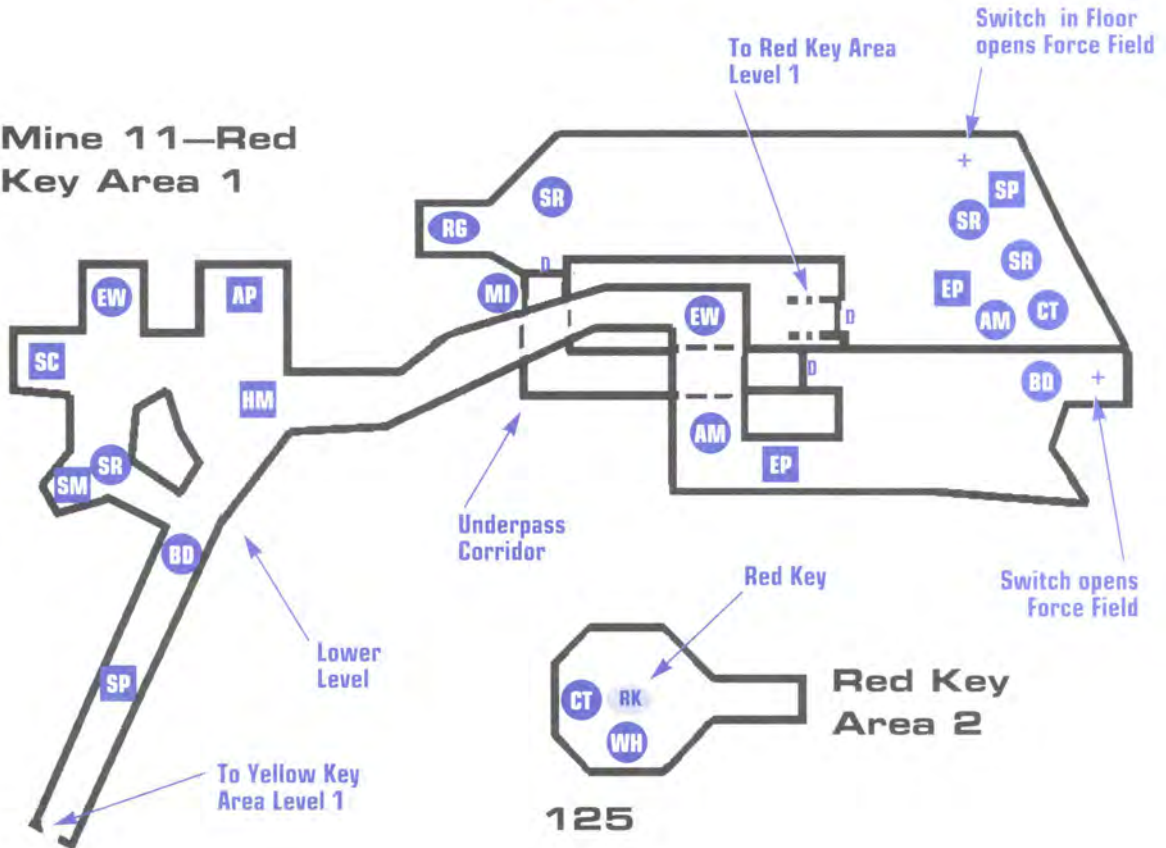 Switch in Floor
opens Force Field
To Red Key Area
Level 1
Mine 11—Red
Key Area 1
+
SP
SR
SR
RG
SR
D
EW
AP
MI
EP
AM
CT
EW
D
SC
D
BD
+
HM
AM
SR
EP
SM
Underpass
Corridor
BD
Red Key
Switch opens
Force Field
Lower
Level
SP
CT
RK
WH
Red Key
Area 2
To Yellow Key
Area Level 1
125